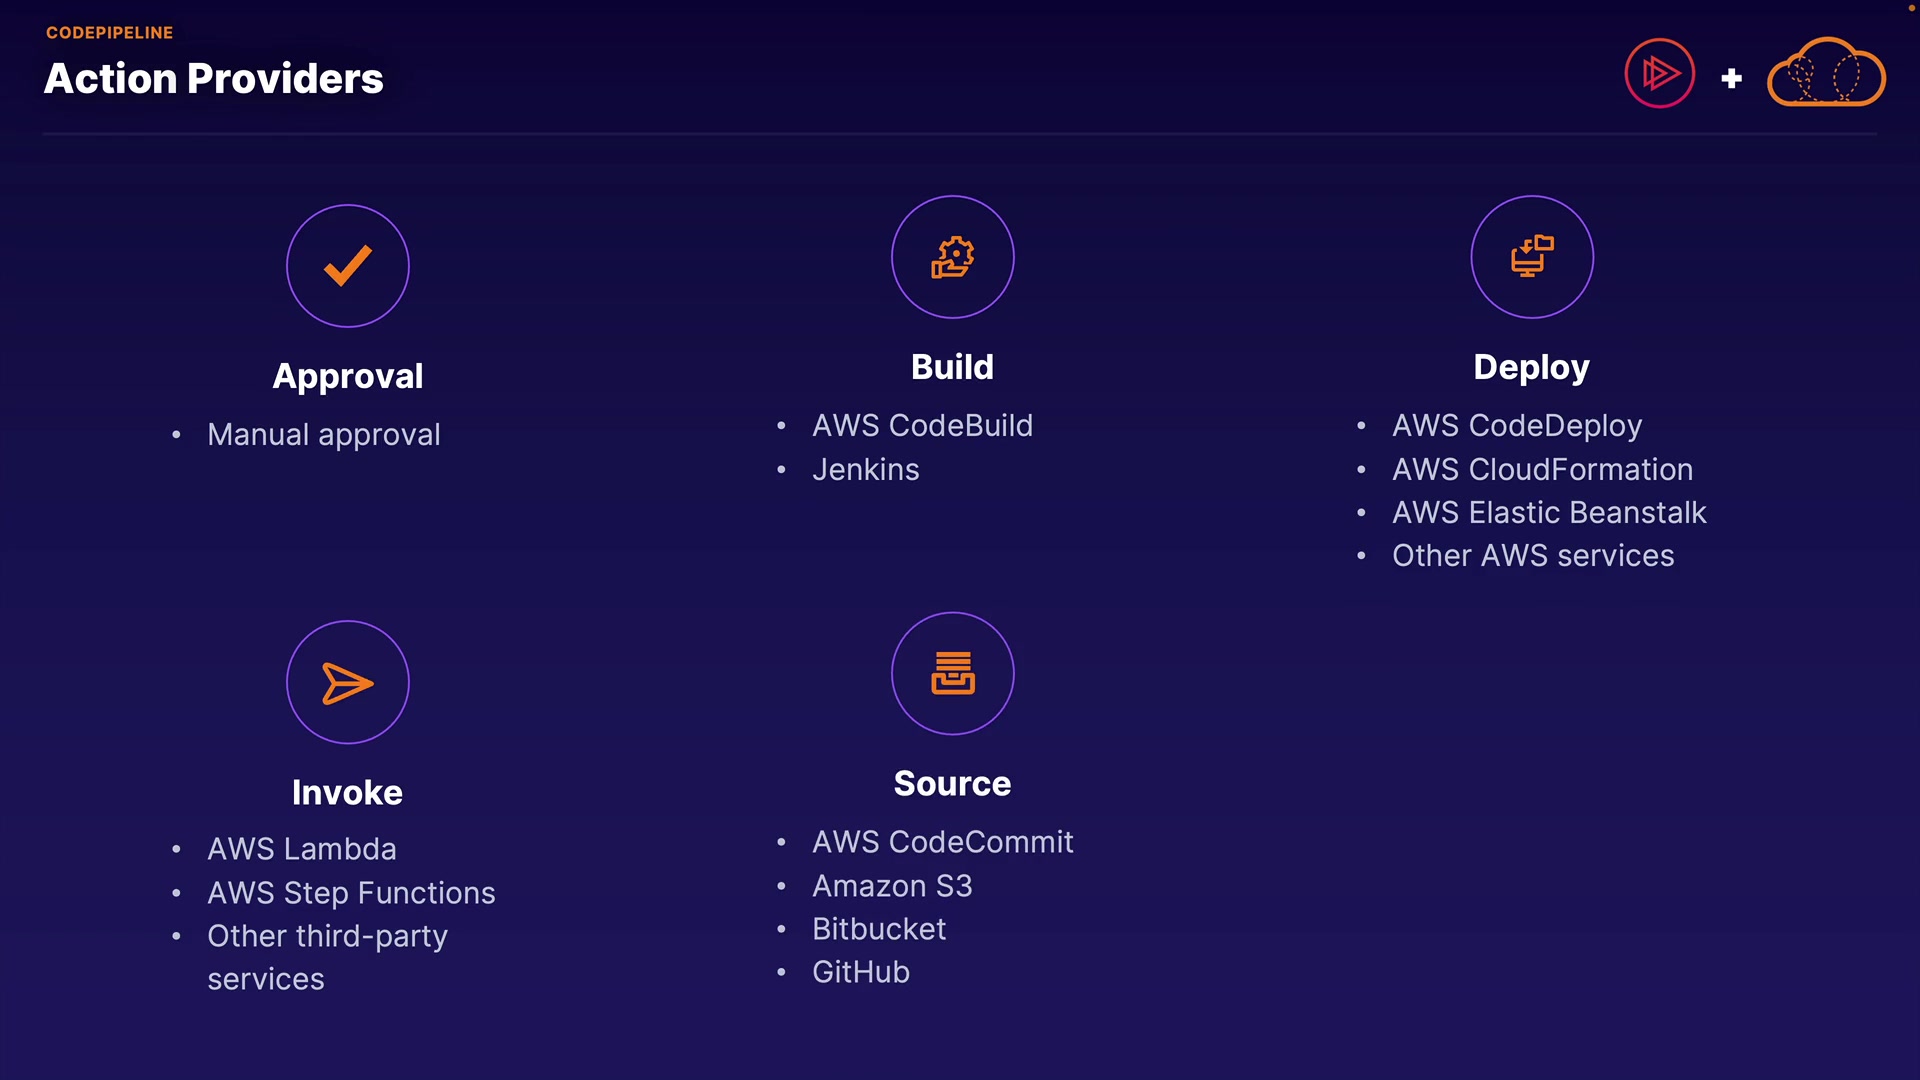 CODEPIPELINE
Action Providers
+
Approval
• Manual approval
Build
• AWS CodeBuild
• Jenkins
Deploy
• AWS CodeDeploy
• AWS CloudFormation
• AWS Elastic Beanstalk
• Other AWS services
Invoke
• AWS Lambda
• AWS Step Functions
• Other third-party
services
Source
• AWS CodeCommit
• Amazon S3
• Bitbucket
• GitHub